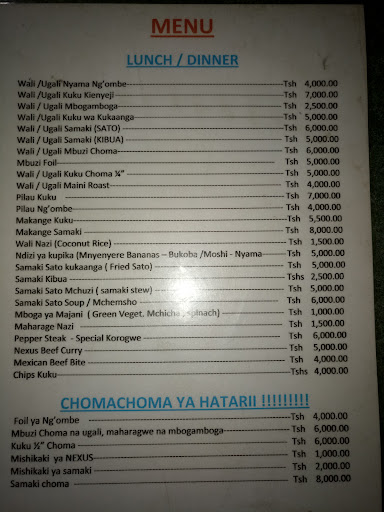 MENU
LUNCH / DINNER
Wali /Ugali Nyama Ng'ombe Tsh 4,000.00
Wali /Ugali Kuku Kienyeji Tsh 7,000.00
Wali / Ugali Mbogamboga Tsh 2,500.00
Wali /Ugali Kuku wa Kukaanga Tsh 5,000.00
Wali / Ugali Samaki (SATO) Tsh 6,000.00
Wali / Ugali Samaki (KIBUA) Tsh 5,000.00
Wali / Ugali Mbuzi Choma Tsh 6,000.00
Mbuzi Foil Tsh 5,000.00
Wali / Ugali Kuku Choma ¼" Tsh 5,000.00
Wali / Ugali Maini Roast Tsh 4,000.00
Pilau Kuku Tsh 7,000.00
Pilau Ng'ombe Tsh 4,000.00
Makange Kuku Tsh 5,500.00
Makange Samaki Tsh 8,000.00
Wali Nazi (Coconut Rice) Tsh 1,500.00
Ndizi ya kupika (Mnyenyere Bananas – Bukoba /Moshi - Nyama Tsh 5,000.00
Samaki Sato kukaanga ( Fried Sato) Tsh 5,000.00
Samaki Kibua Tshs 2,500.00
Samaki Sato Mchuzi ( samaki stew) Tsh 5,000.00
Samaki Sato Soup / Mchemsho Tsh 6,000.00
Mboga ya Majani ( Green Veget. Mchicha, spinach) Tsh 1,000.00
Maharage Nazi Tsh 1,500.00
Pepper Steak - Special Korogwe Tsh 6,000.00
Nexus Beef Curry Tsh 5,000.00
Mexican Beef Bite Tsh 4,000.00
Chips Kuku Tshs 4,000.00
CHOMACHOMA YA HATARII !!!!!!!!!
Foil ya Ng'ombe Tsh 4,000.00
Mbuzi Choma na ugali, maharagwe na mbogamboga Tsh 6,000.00
Kuku ½" Choma Tsh 6,000.00
Mishikaki ya NEXUS Tsh 1,000.00
Mishikaki ya samaki Tsh 2,000.00
Samaki choma Tsh 8,000.00